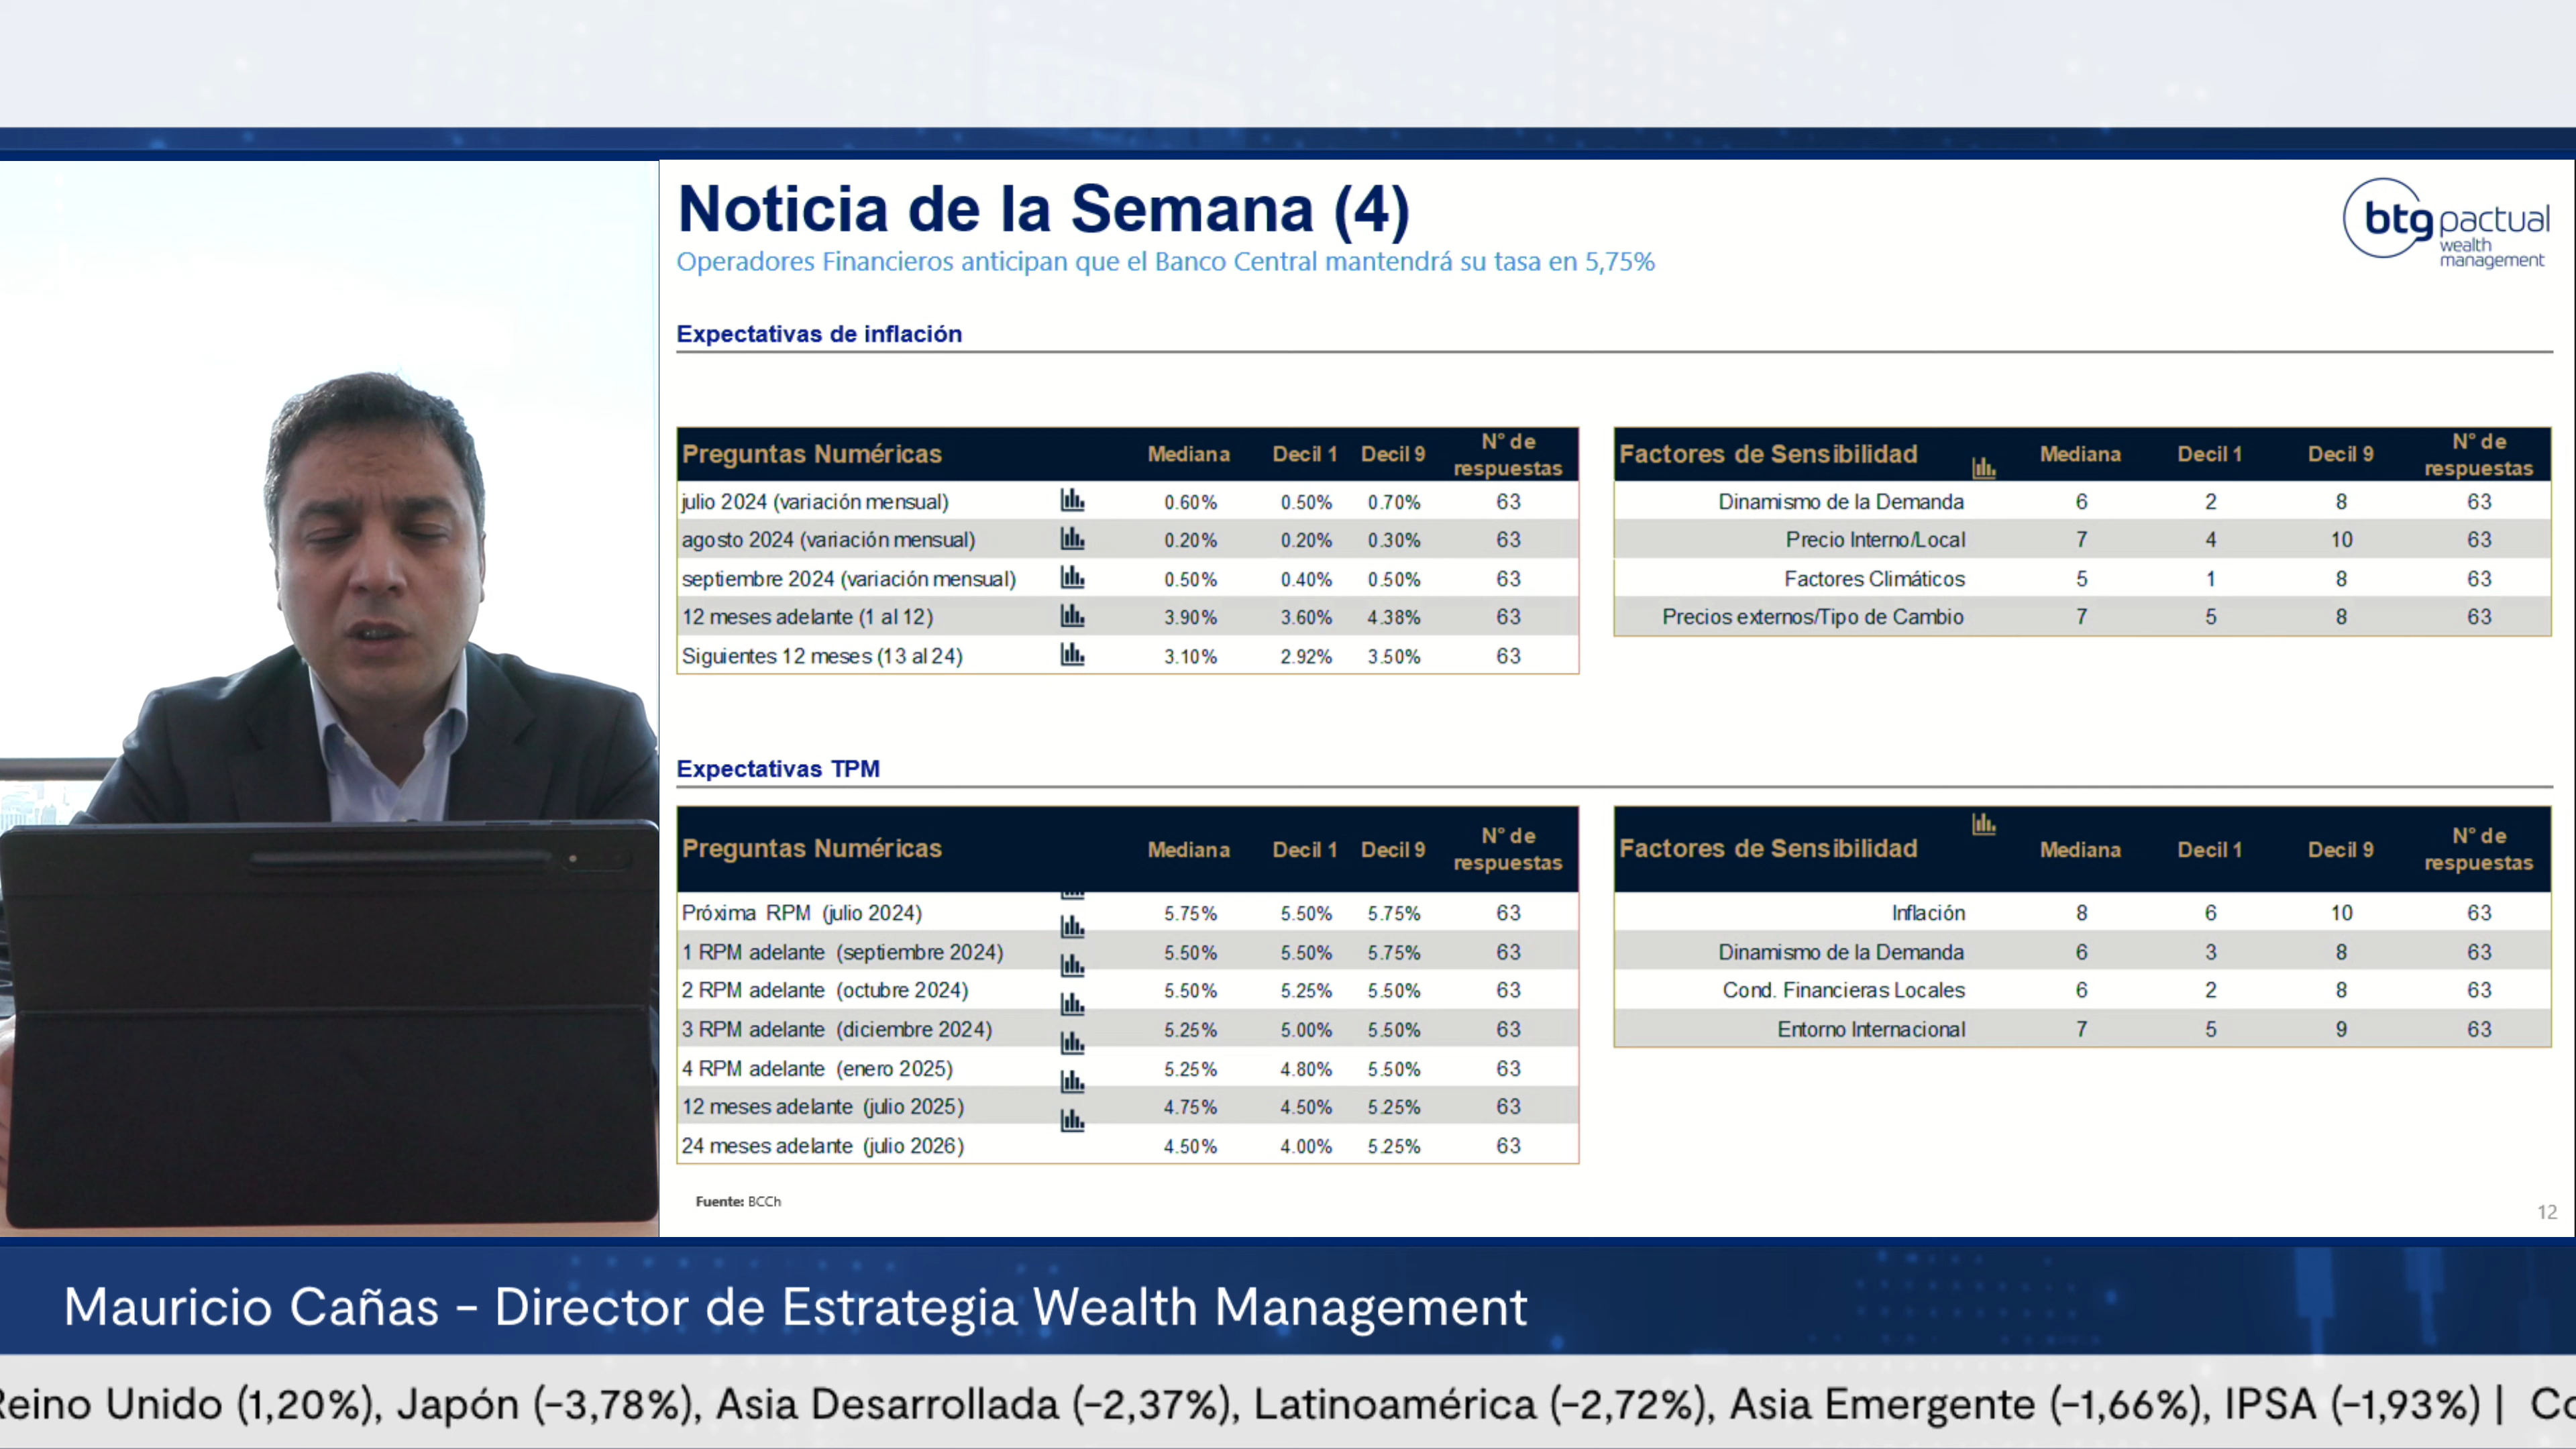 Noticia de la Semana (4)
Operadores Financieros anticipan que el Banco Central mantendrá su tasa en 5,75%
btg pactual
wealth
management
Expectativas de inflación
Preguntas Numéricas Mediana Decil 1 Decil 9 N° de respuestas
julio 2024 (variación mensual) 0.60% 0.50% 0.70% 63
agosto 2024 (variación mensual) 0.20% 0.20% 0.30% 63
septiembre 2024 (variación mensual) 0.50% 0.40% 0.50% 63
12 meses adelante (1 al 12) 3.90% 3.60% 4.38% 63
Siguientes 12 meses (13 al 24) 3.10% 2.92% 3.50% 63
Factores de Sensibilidad Mediana Decil 1 Decil 9 N° de respuestas
Dinamismo de la Demanda 6 2 8 63
Precio Interno/Local 7 4 10 63
Factores Climáticos 5 1 8 63
Precios externos/Tipo de Cambio 7 5 8 63
Expectativas TPM
Preguntas Numéricas Mediana Decil 1 Decil 9 N° de respuestas
Próxima RPM (julio 2024) 5.75% 5.50% 5.75% 63
1 RPM adelante (septiembre 2024) 5.50% 5.50% 5.75% 63
2 RPM adelante (octubre 2024) 5.50% 5.25% 5.50% 63
3 RPM adelante (diciembre 2024) 5.25% 5.00% 5.50% 63
4 RPM adelante (enero 2025) 5.25% 4.80% 5.50% 63
12 meses adelante (julio 2025) 4.75% 4.50% 5.25% 63
24 meses adelante (julio 2026) 4.50% 4.00% 5.25% 63
Factores de Sensibilidad Mediana Decil 1 Decil 9 N° de respuestas
Inflación 8 6 10 63
Dinamismo de la Demanda 6 3 8 63
Cond. Financieras Locales 6 2 8 63
Entorno Internacional 7 5 9 63
Fuente: BCCh
12
Mauricio Cañas - Director de Estrategia Wealth Management
Reino Unido (1,20%), Japón (-3,78%), Asia Desarrollada (-2,37%), Latinoamérica (-2,72%), Asia Emergente (-1,66%), IPSA (-1,93%) |